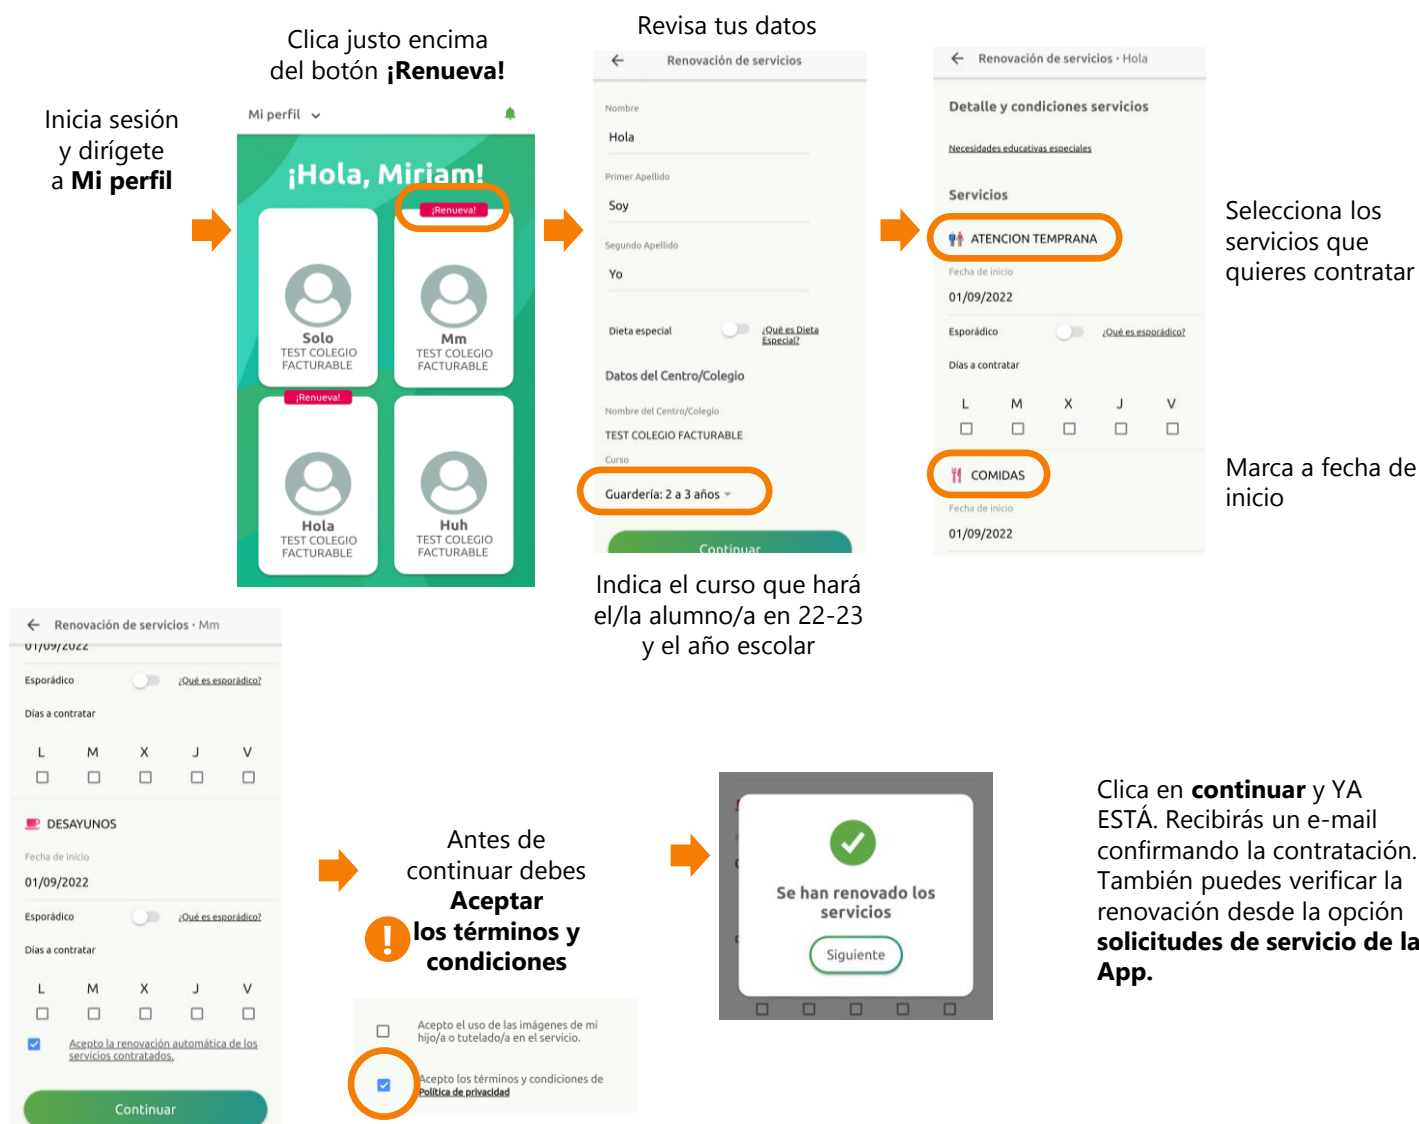 Inicia sesión
y dirígete
a Mi perfil
Clica justo encima
del botón ¡Renueva!
Mi perfil
¡Hola, Miriam!
¡Renueva!
Solo
TEST COLEGIO
FACTURABLE
Mm
TEST COLEGIO
FACTURABLE
¡Renueva!
Hola
TEST COLEGIO
FACTURABLE
Huh
TEST COLEGIO
FACTURABLE
Revisa tus datos
Renovación de servicios
Nombre
Hola
Primer Apellido
Soy
Segundo Apellido
Yo
Dieta especial
¿Qué es Dieta
Especial?
Datos del Centro/Colegio
Nombre del Centro/Colegio
TEST COLEGIO FACTURABLE
Curso
Guardería: 2 a 3 años
Continuar
Indica el curso que hará
el/la alumno/a en 22-23
y el año escolar
Renovación de servicios · Hola
Detalle y condiciones servicios
Necesidades educativas especiales
Servicios
ATENCION TEMPRANA
Fecha de inicio
01/09/2022
Esporádico
¿Qué es esporádico?
Días a contratar
L M X J V
COMIDAS
Fecha de inicio
01/09/2022
Selecciona los
servicios que
quieres contratar
Marca a fecha de
inicio
Renovación de servicios · Mm
01/09/2022
Esporádico
¿Qué es esporádico?
Días a contratar
L M X J V
DESAYUNOS
Fecha de inicio
01/09/2022
Esporádico
¿Qué es esporádico?
Días a contratar
L M X J V
Acepto la renovación automática de los
servicios contratados.
Continuar
Antes de
continuar debes
Aceptar
los términos y
condiciones
Acepto el uso de las imágenes de mi
hijo/a o tutelado/a en el servicio.
Acepto los términos y condiciones de
Política de privacidad
Se han renovado los
servicios
Siguiente
Clica en continuar y YA
ESTÁ. Recibirás un e-mail
confirmando la contratación.
También puedes verificar la
renovación desde la opción
solicitudes de servicio de la
App.